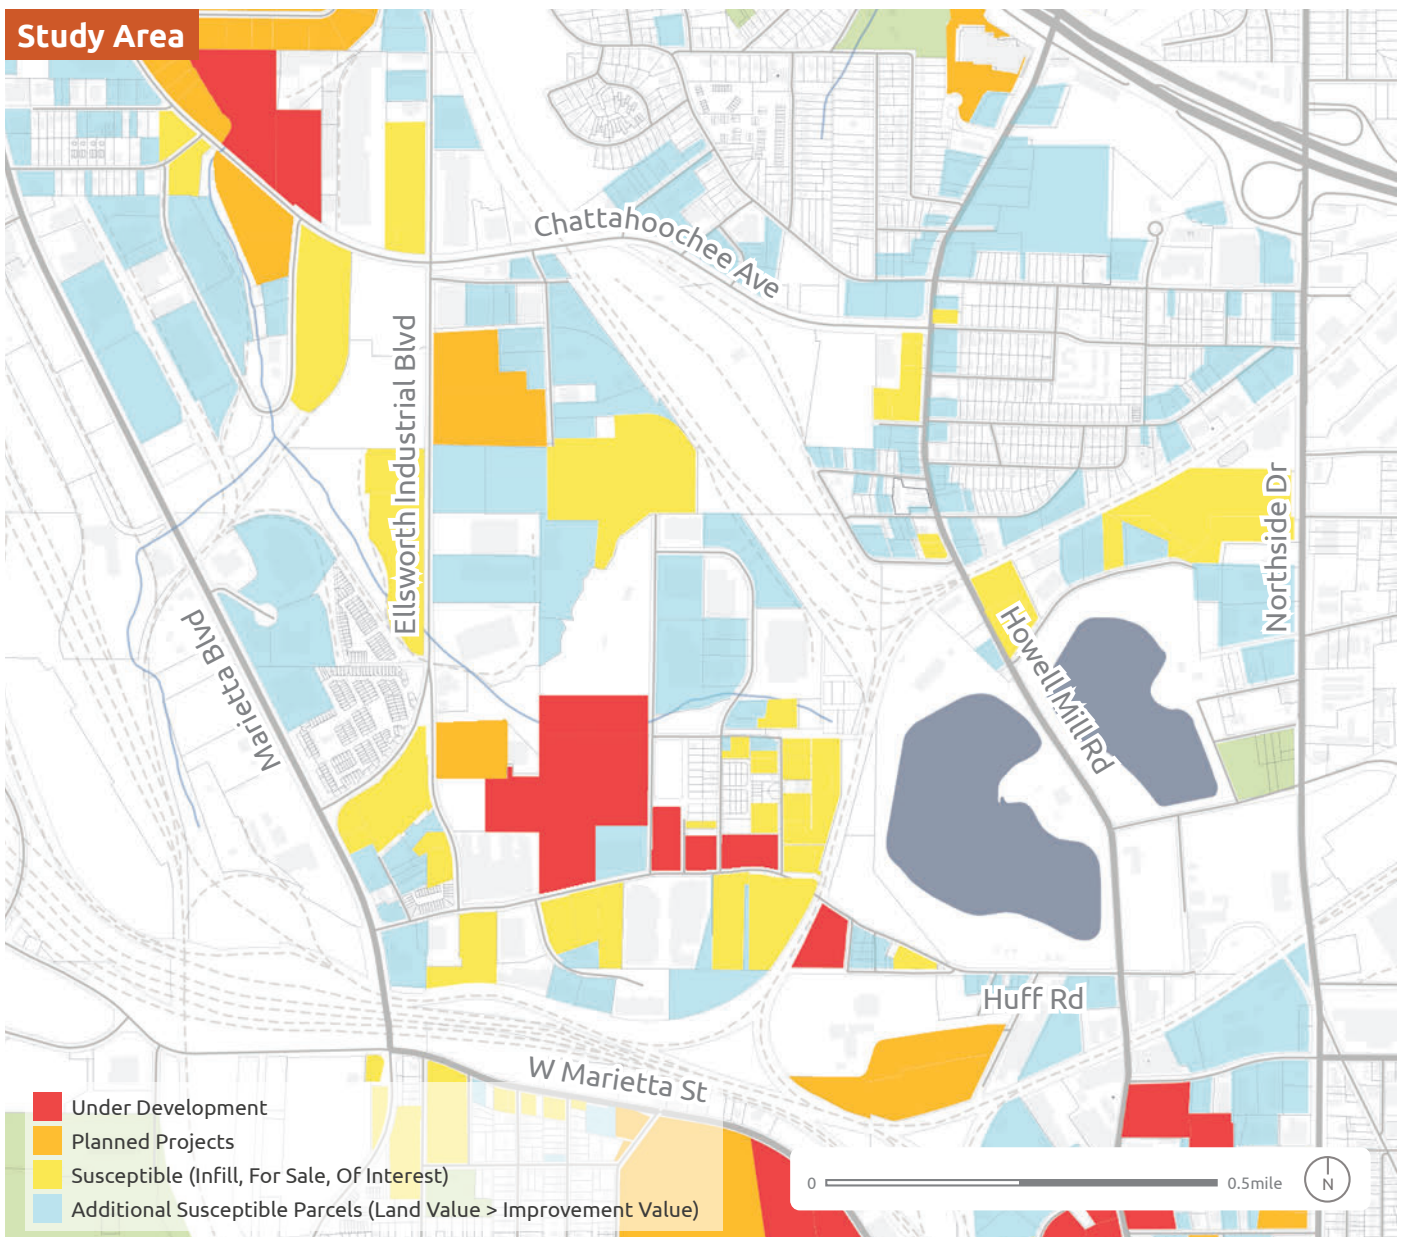 Study Area
Chattahoochee Ave
Ellsworth Industrial Blvd
Northside Dr
Marietta Blvd
Howell Mill Rd
Huff Rd
W Marietta St
Under Development
Planned Projects
Susceptible (Infill, For Sale, Of Interest)
Additional Susceptible Parcels (Land Value > Improvement Value)
0 0.5mile
N